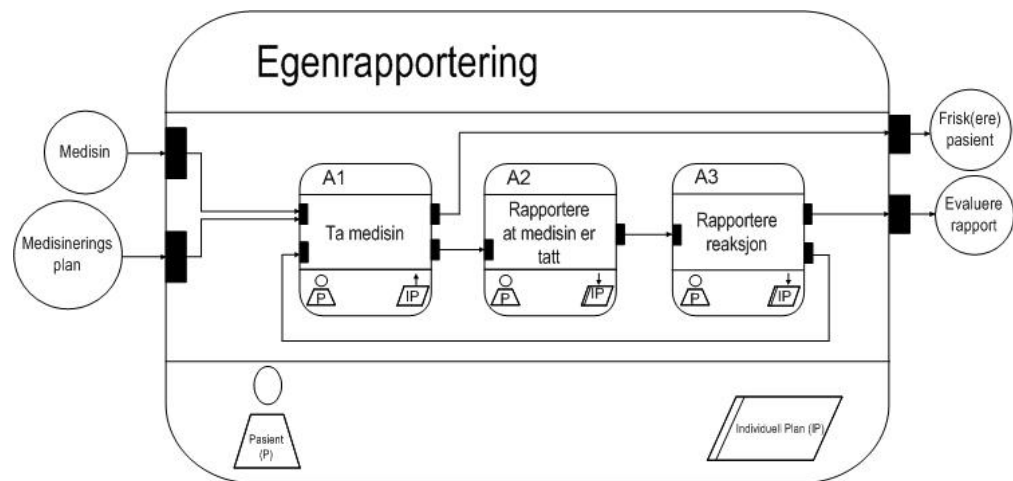 Egenrapportering
Medisin
Medisinerings
plan
A1
Ta medisin
P
IP
A2
Rapportere
at medisin er
tatt
P
IP
A3
Rapportere
reaksjon
P
IP
Frisk(ere)
pasient
Evaluere
rapport
Pasient
(P)
Individuell Plan (IP)